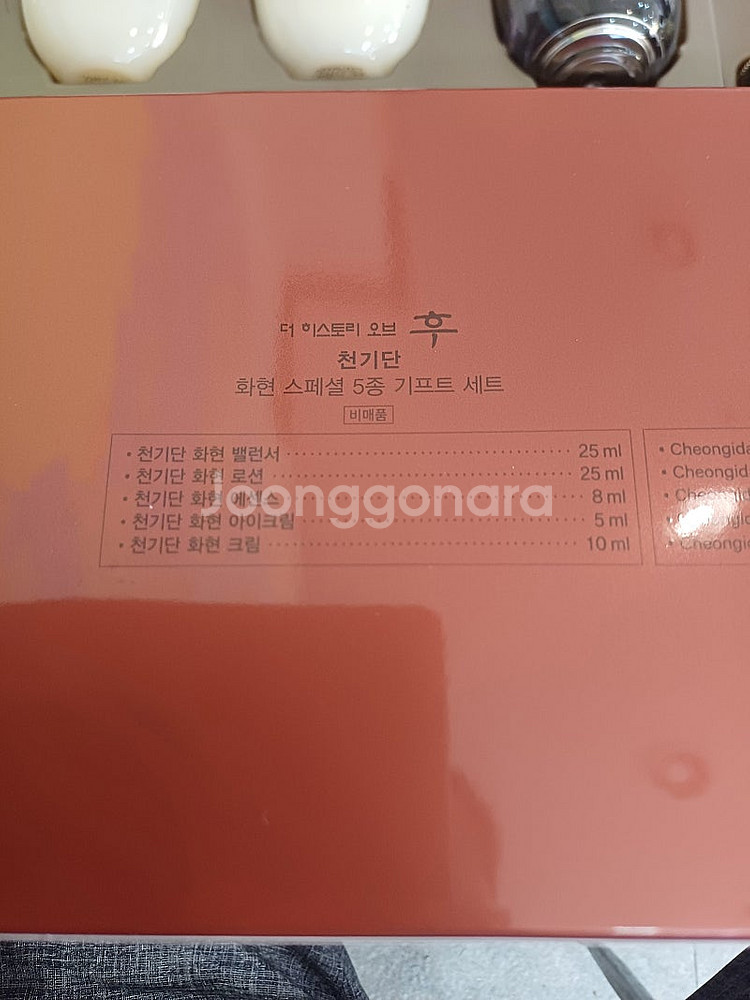 더 히스토리 오브 후
천기단
화현 스페셜 5종 기프트 세트
비매품
• 천기단 화현 밸런서 25 ml
• 천기단 화현 로션 25 ml
• 천기단 화현 에센스 8 ml
• 천기단 화현 아이크림 5 ml
• 천기단 화현 크림 10 ml
• Cheongida
• Cheongid
Joonggonara